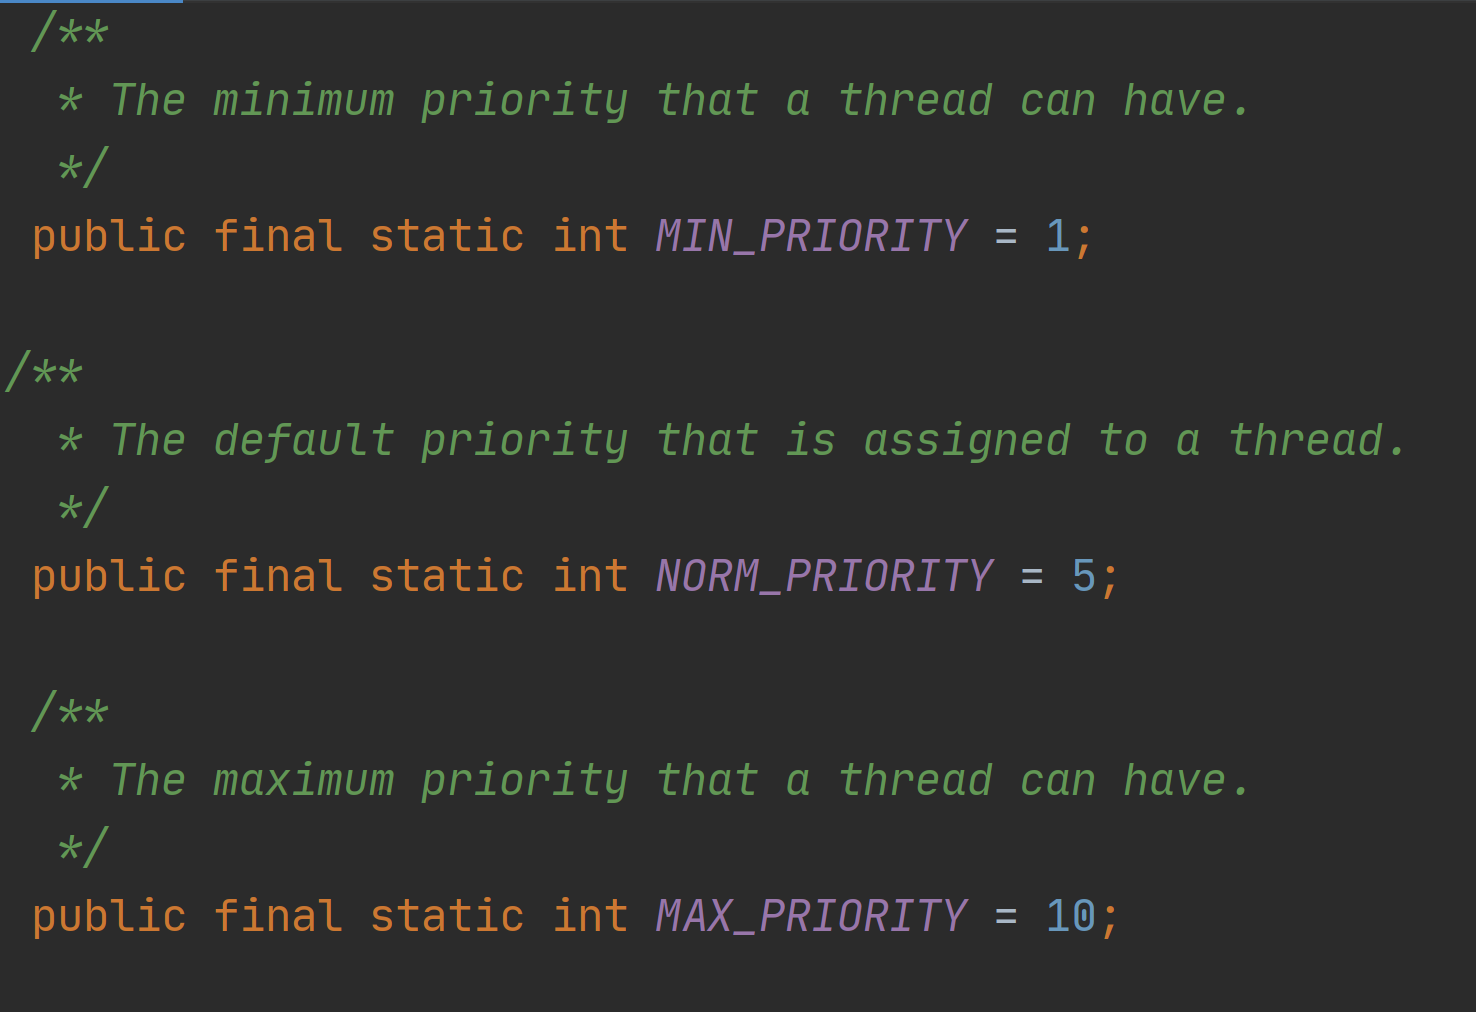 /**
* The minimum priority that a thread can have.
*/
public final static int MIN_PRIORITY = 1;
/**
* The default priority that is assigned to a thread.
*/
public final static int NORM_PRIORITY = 5;
/**
* The maximum priority that a thread can have.
*/
public final static int MAX_PRIORITY = 10;